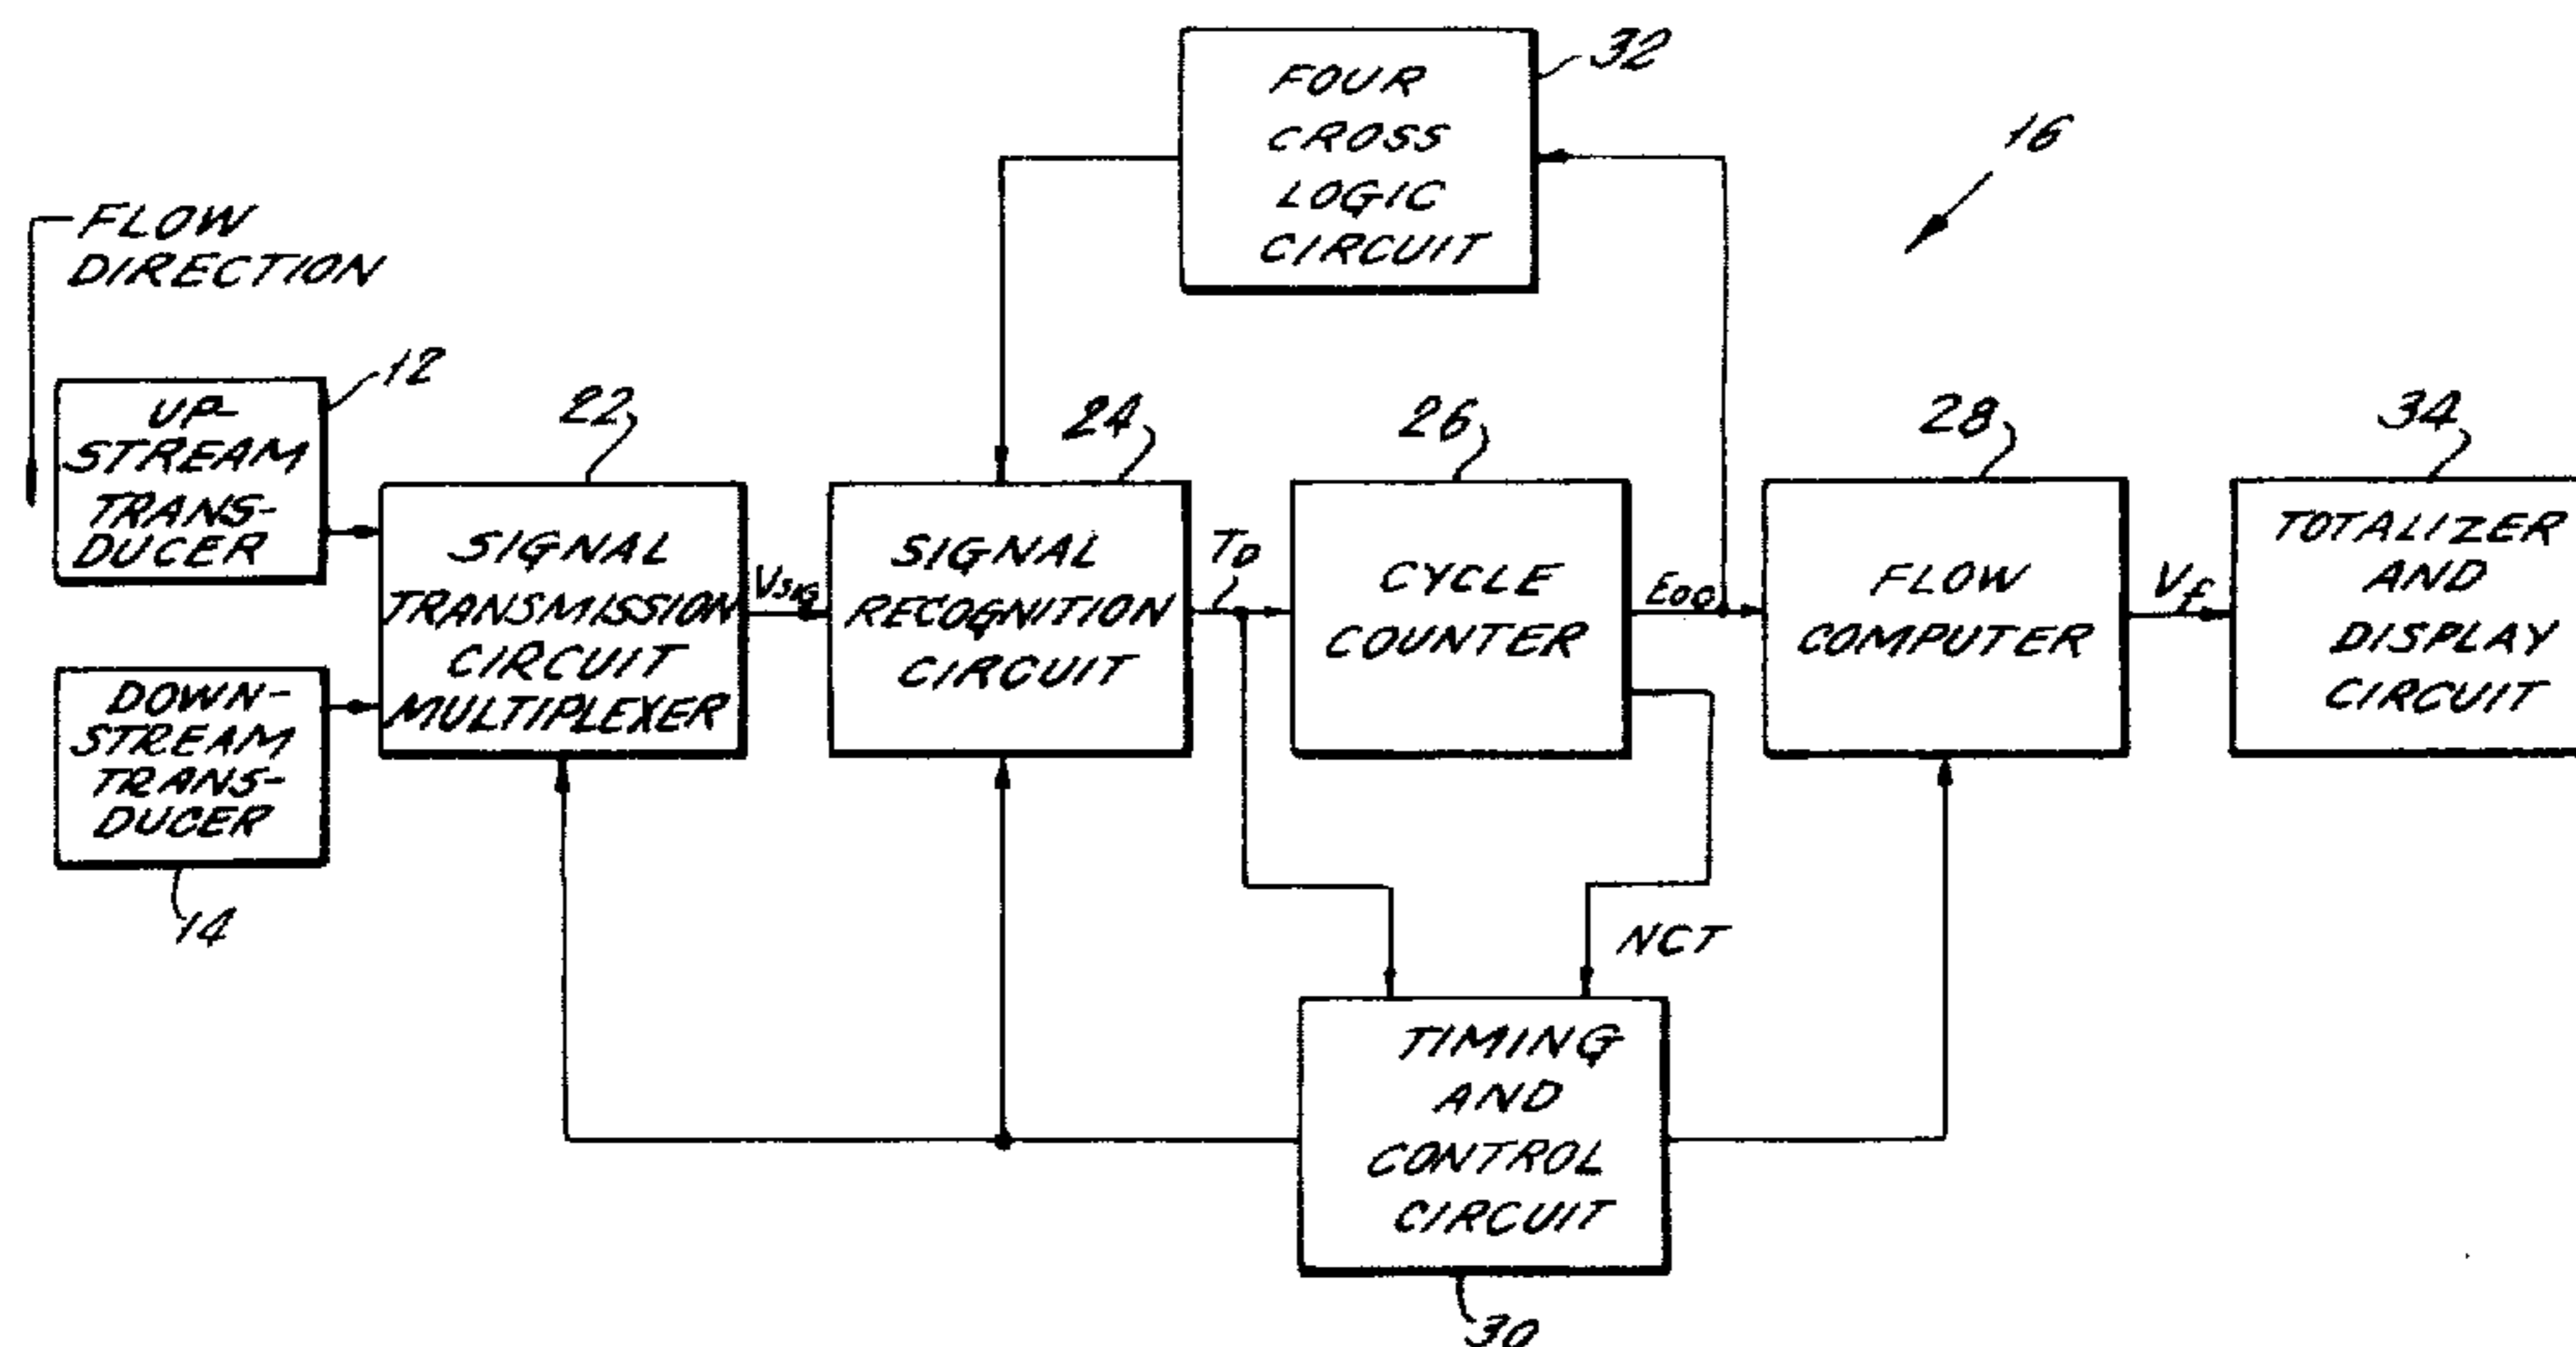 32
FOUR
CROSS
LOGIC
CIRCUIT
16
FLOW
DIRECTION
12
UP-
STREAM
TRANS-
DUCER
22
SIGNAL
TRANSMISSION
CIRCUIT
MULTIPLEXER
VSIG
24
SIGNAL
RECOGNITION
CIRCUIT
TD
26
CYCLE
COUNTER
28
FLOW
COMPUTER
Vf
34
TOTALIZER
AND
DISPLAY
CIRCUIT
DOWN-
STREAM
TRANS-
DUCER
14
NCT
TIMING
AND
CONTROL
CIRCUIT
30